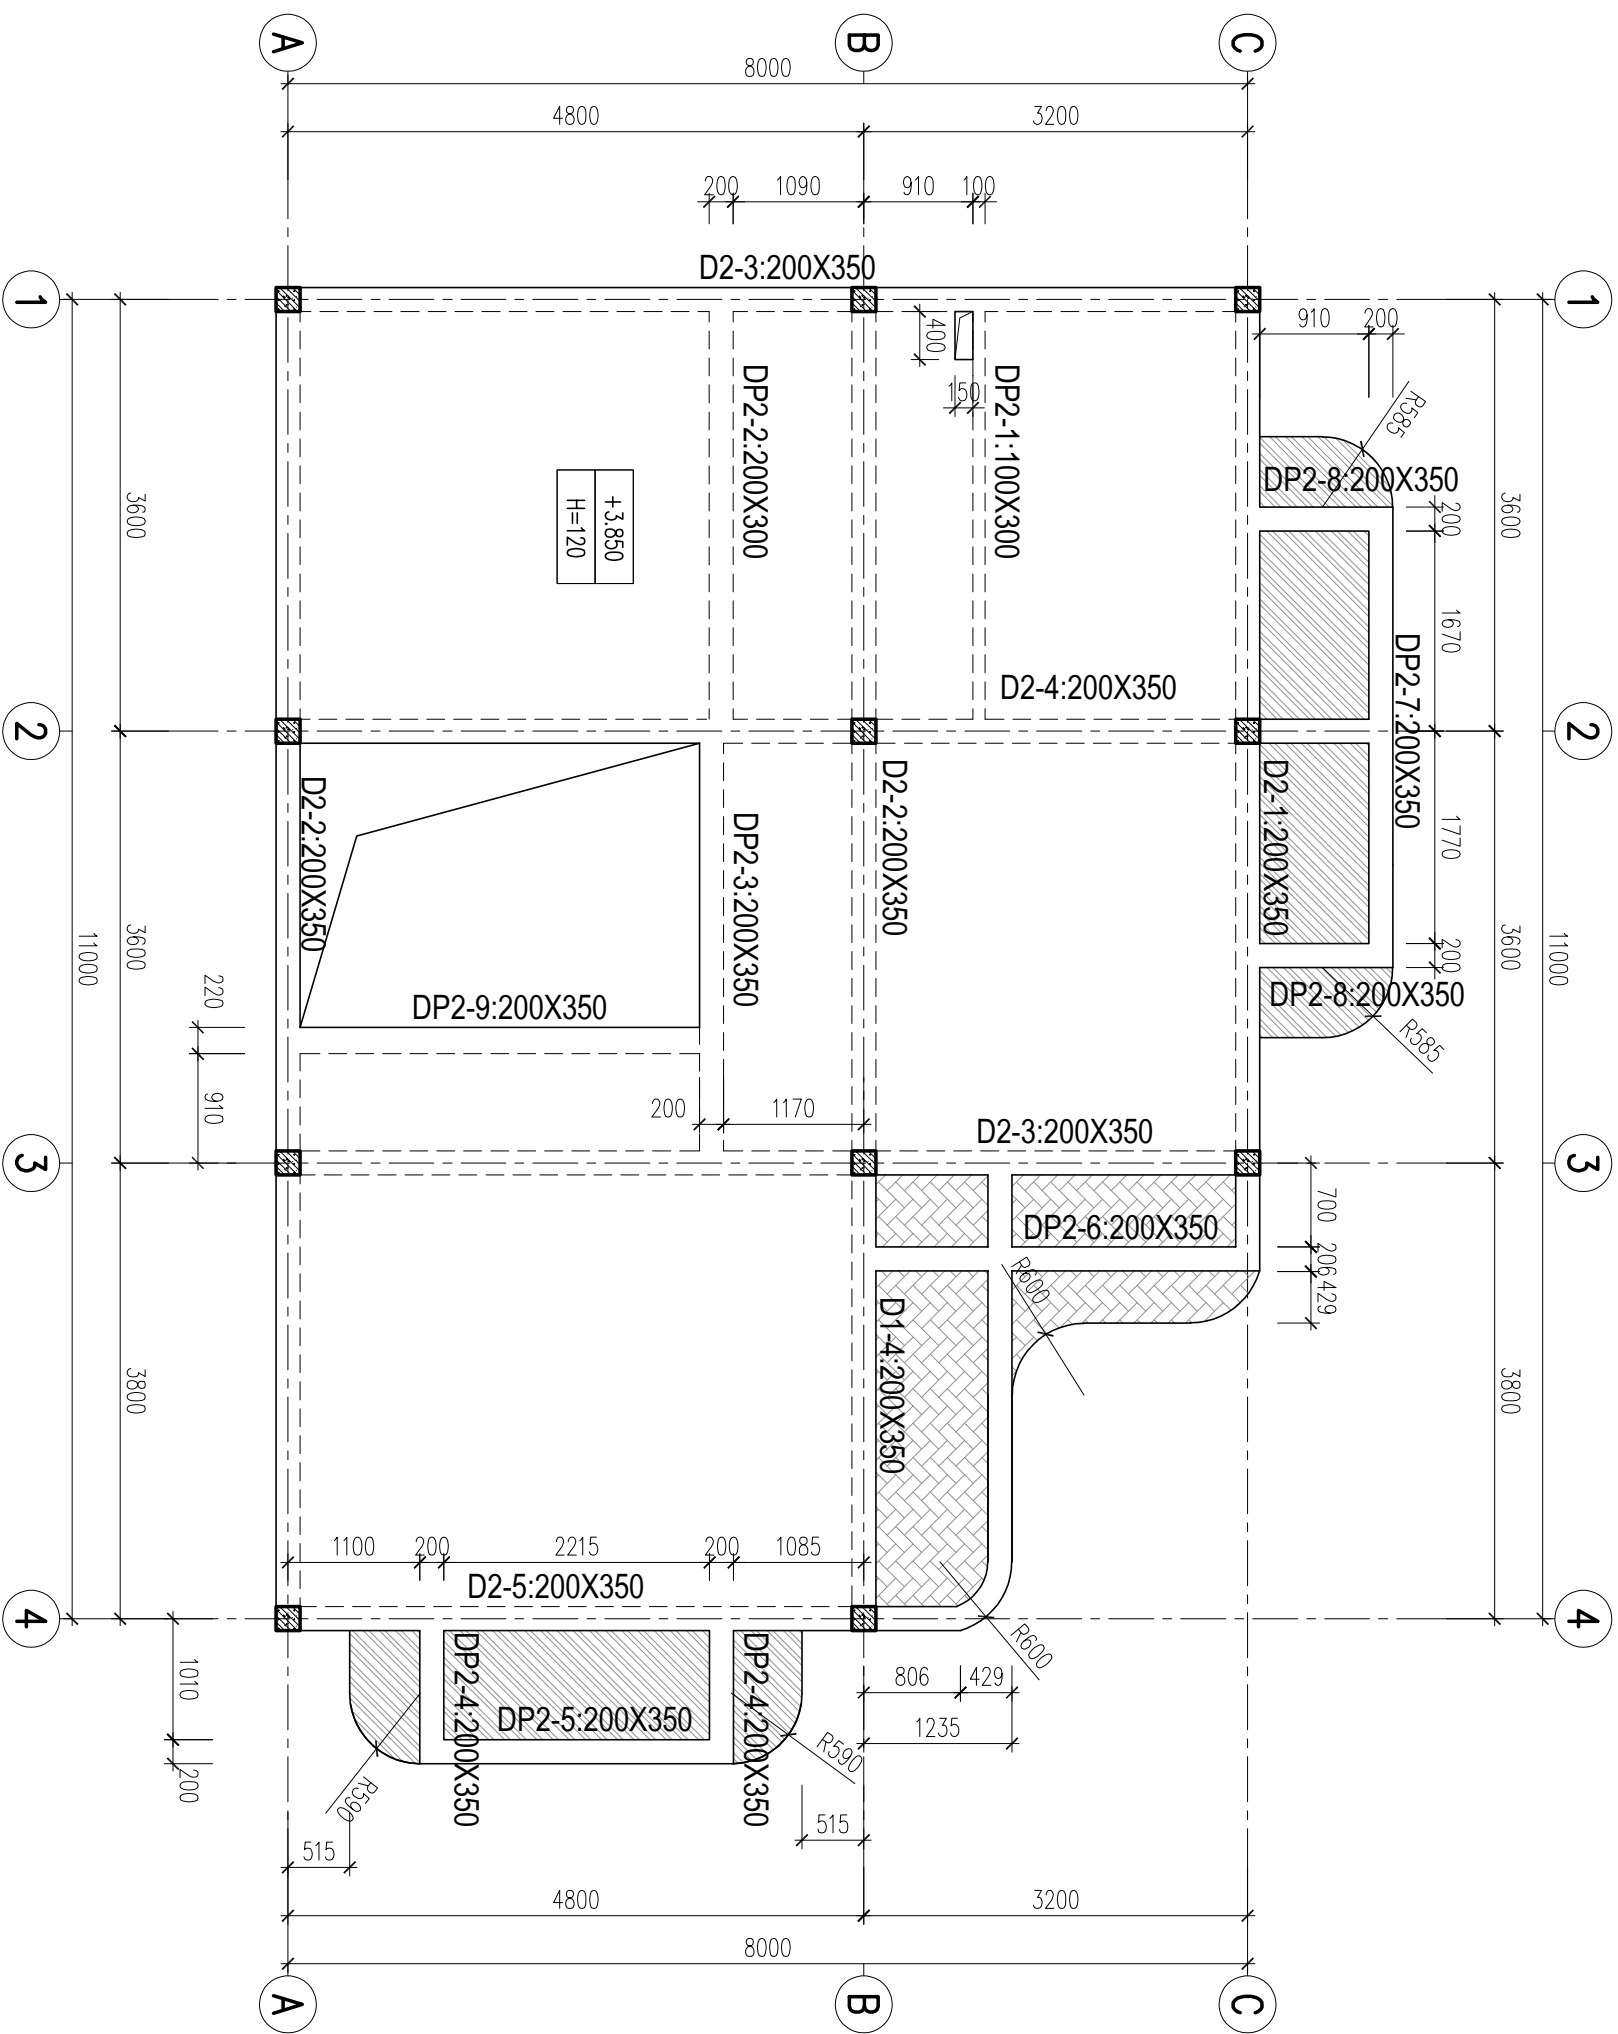 A
B
C
8000
4800
3200
200
1090
910
100
D2-3:200X350
1
1
400
150
910
200
R585
DP2-2:200X300
DP2-1:100X300
DP2-8:200X350
+3.850
H=120
3600
3600
200
1670
D2-4:200X350
DP2-7:200X350
2
2
D2-2:200X350
DP2-3:200X350
D2-2:200X350
D2-1:200X350
1770
3600
3600
11000
11000
200
DP2-8:200X350
R585
220
DP2-9:200X350
910
200
1170
D2-3:200X350
3
3
700
DP2-6:200X350
206
429
R600
D1-4:200X350
3800
3800
1100
200
2215
200
1085
D2-5:200X350
4
4
R600
1010
DP2-4:200X350
DP2-5:200X350
DP2-4:200X350
806
429
1235
R590
R590
200
515
515
4800
3200
8000
A
B
C